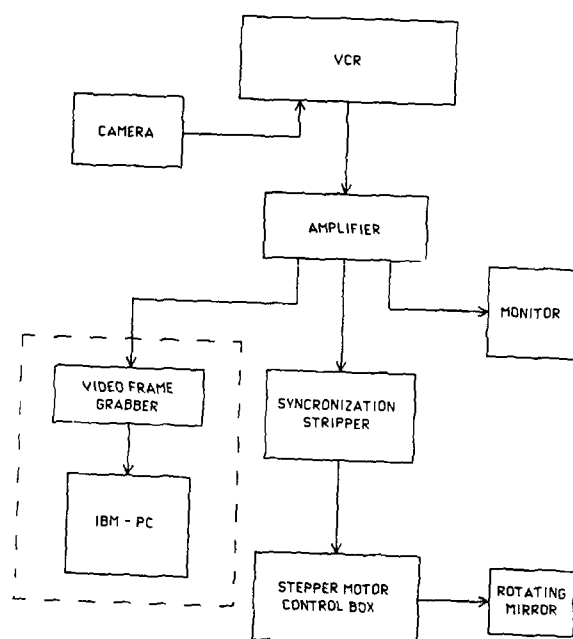 VCR
CAMERA
AMPLIFIER
MONITOR
VIDEO FRAME
GRABBER
SYNCRONIZATION
STRIPPER
IBM - PC
STEPPER MOTOR
CONTROL BOX
ROTATING
MIRROR